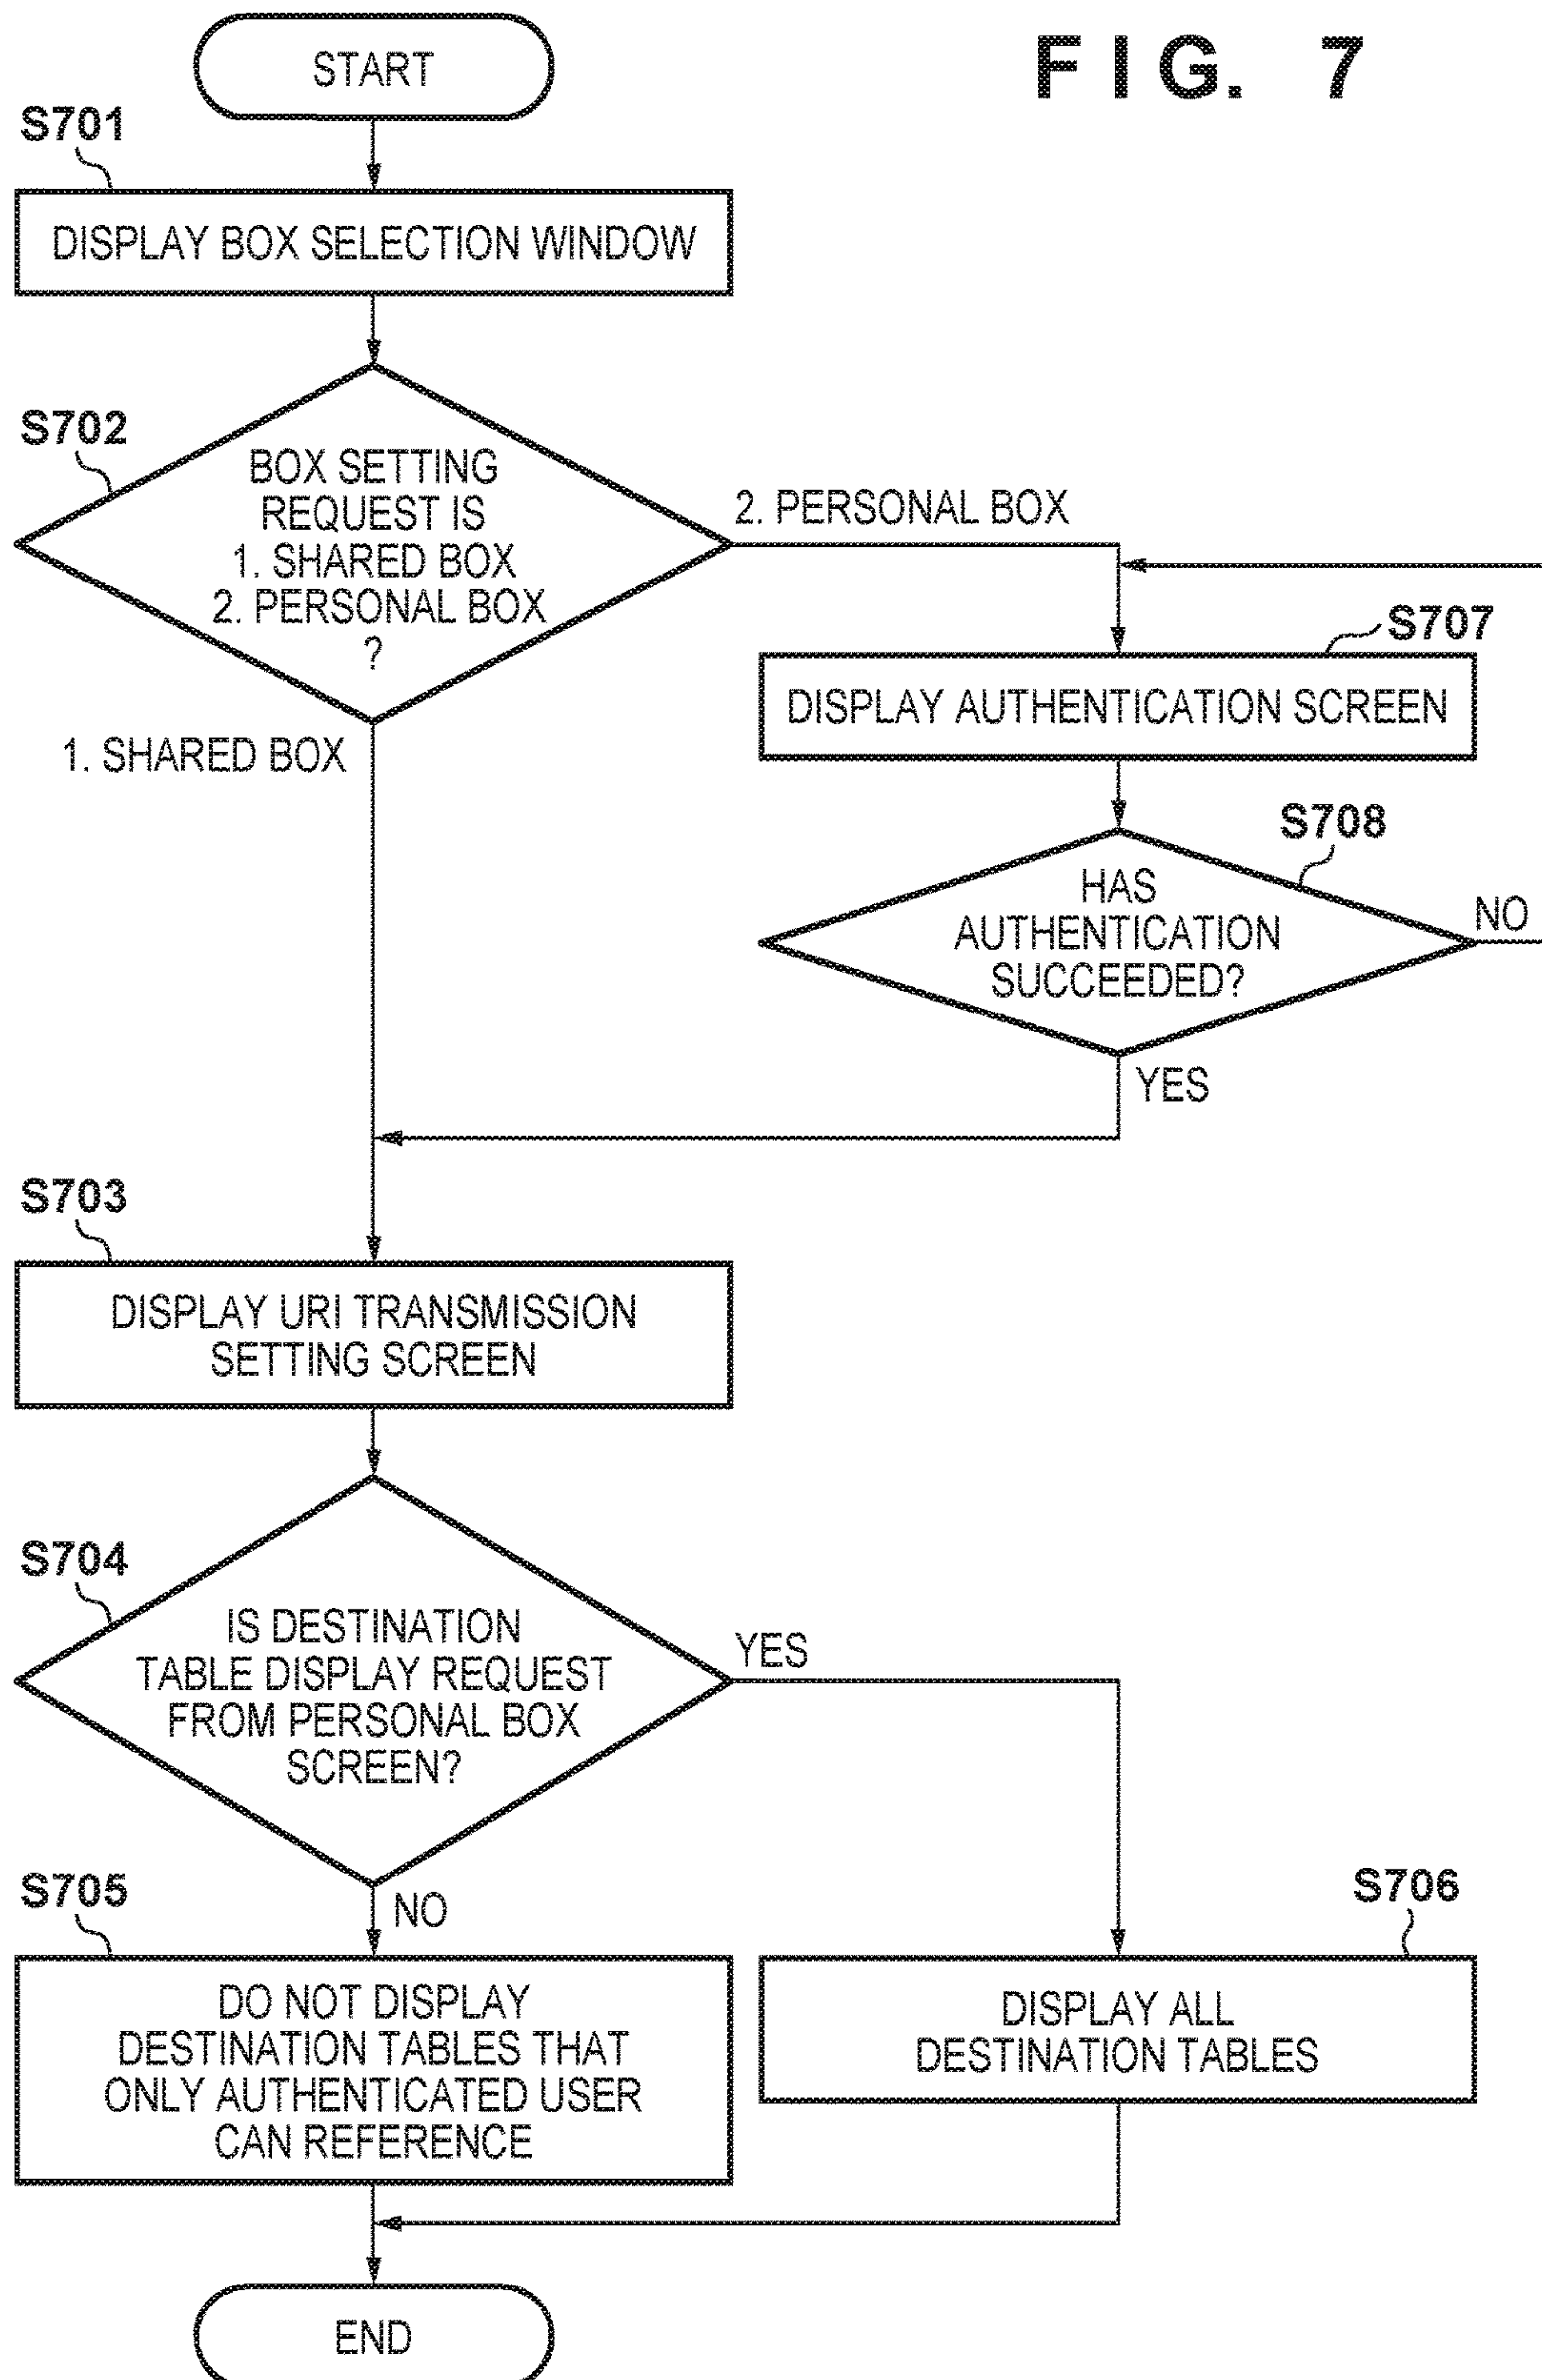 FIG. 7
START
S701
DISPLAY BOX SELECTION WINDOW
S702
BOX SETTING
REQUEST IS
1. SHARED BOX
2. PERSONAL BOX
?
2. PERSONAL BOX
1. SHARED BOX
S707
DISPLAY AUTHENTICATION SCREEN
S708
HAS
AUTHENTICATION
SUCCEEDED?
NO
YES
S703
DISPLAY URI TRANSMISSION
SETTING SCREEN
S704
IS DESTINATION
TABLE DISPLAY REQUEST
FROM PERSONAL BOX
SCREEN?
YES
NO
S705
DO NOT DISPLAY
DESTINATION TABLES THAT
ONLY AUTHENTICATED USER
CAN REFERENCE
S706
DISPLAY ALL
DESTINATION TABLES
END